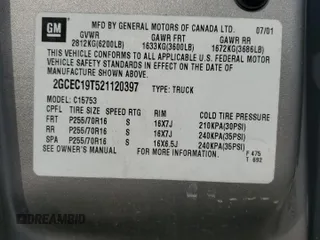 GM
MFD BY GENERAL MOTORS OF CANADA LTD. 07/01
GVWR GAWR FRT GAWR RR
2812KG(6200LB) 1633KG(3600LB) 1672KG(3686LB)
THIS VEHICLE CONFORMS TO ALL APPLICABLE U.S. FEDERAL MOTOR
VEHICLE SAFETY STANDARDS IN EFFECT ON THE DATE OF
MANUFACTURE SHOWN ABOVE.
2GCEC19T521120397 TYPE: TRUCK
MODEL: C15753
TIRE SIZE SPEED RTG RIM COLD TIRE PRESSURE
FRT P255/70R16 S 16X7J 210KPA(30PSI)
RR P255/70R16 S 16X7J 240KPA(35PSI)
SPA P255/70R16 S 16X6.5J 240KPA(35PSI)
SEE OWNER'S MANUAL FOR MORE INFORMATION.
F 675
T 692
DREAMBID